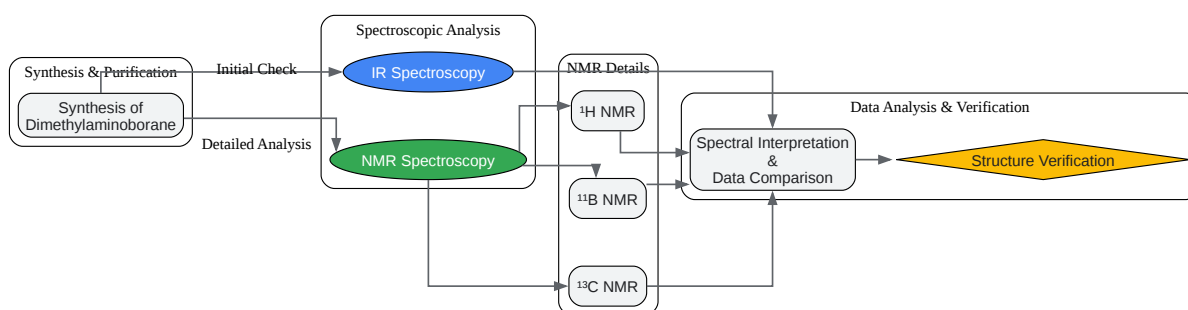 Synthesis & Purification
Synthesis of
Dimethylaminoborane
Initial Check
Detailed Analysis
Spectroscopic Analysis
IR Spectroscopy
NMR Spectroscopy
NMR Details
¹H NMR
¹¹B NMR
¹³C NMR
Data Analysis & Verification
Spectral Interpretation
&
Data Comparison
Structure Verification